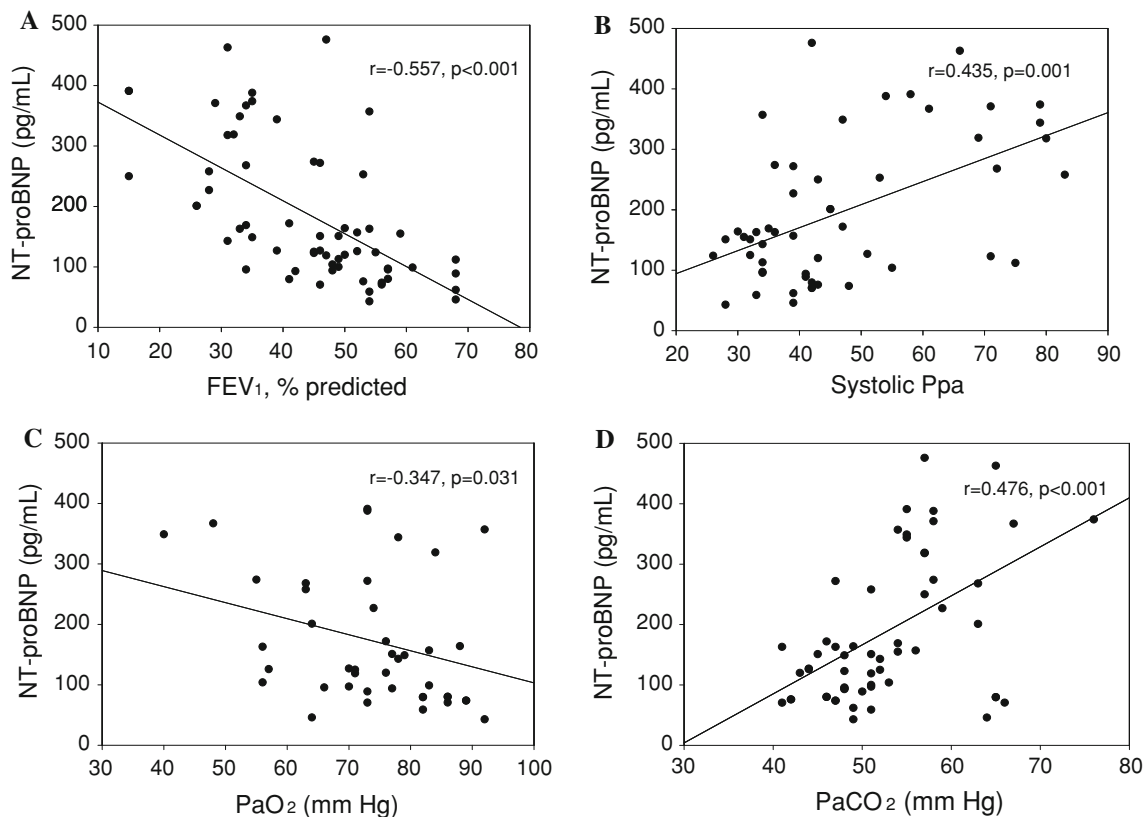 A
500
400
300
200
100
0
NT-proBNP (pg/mL)
r=-0.557, p<0.001
10 20 30 40 50 60 70 80
FEV1, % predicted
B
500
400
300
200
100
0
NT-proBNP (pg/mL)
r=0.435, p=0.001
20 30 40 50 60 70 80 90
Systolic Ppa
C
500
400
300
200
100
0
NT-proBNP (pg/mL)
r=-0.347, p=0.031
30 40 50 60 70 80 90 100
PaO2 (mm Hg)
D
500
400
300
200
100
0
NT-proBNP (pg/mL)
r=0.476, p<0.001
30 40 50 60 70 80
PaCO2 (mm Hg)